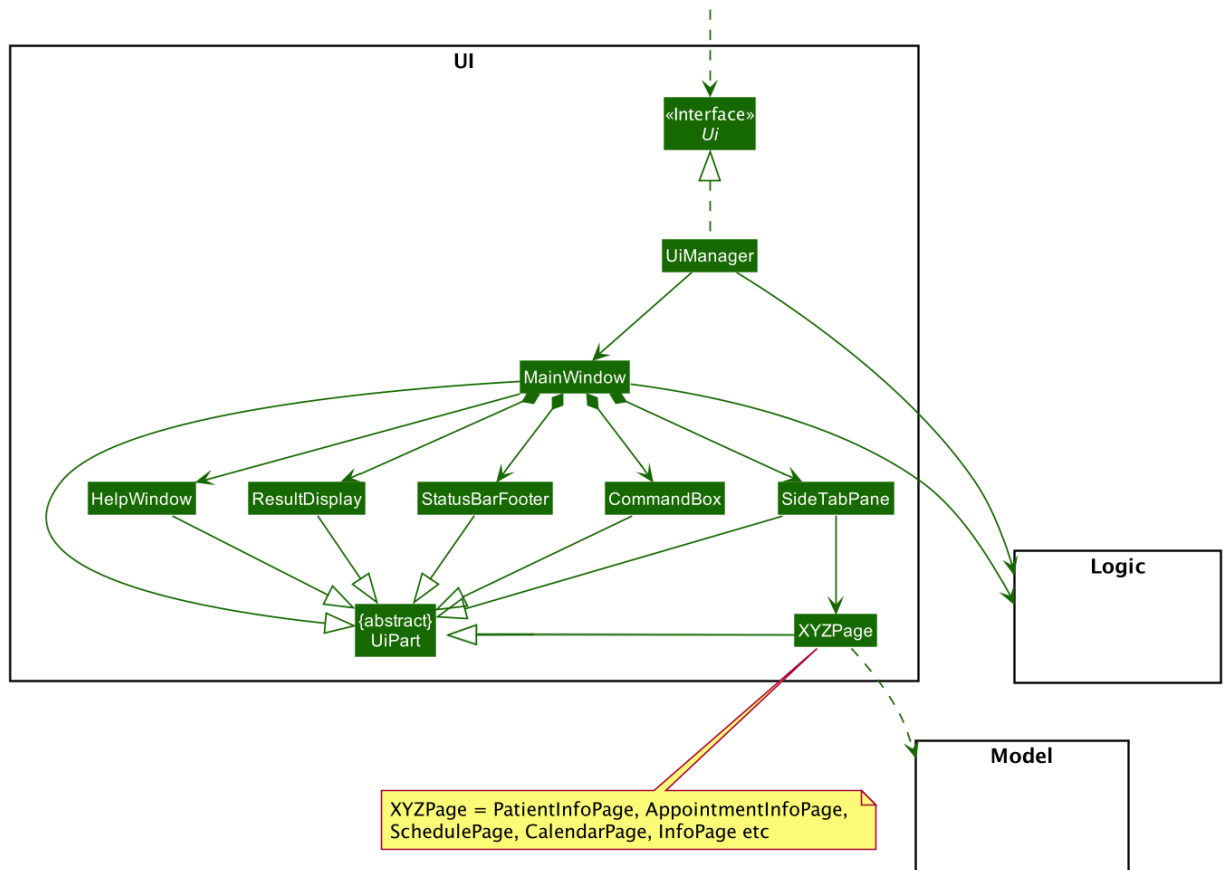 UI
«Interface»
Ui
UiManager
MainWindow
HelpWindow
ResultDisplay
StatusBarFooter
CommandBox
SideTabPane
Logic
{abstract}
UiPart
XYZPage
Model
XYZPage = PatientInfoPage, AppointmentInfoPage,
SchedulePage, CalendarPage, InfoPage etc